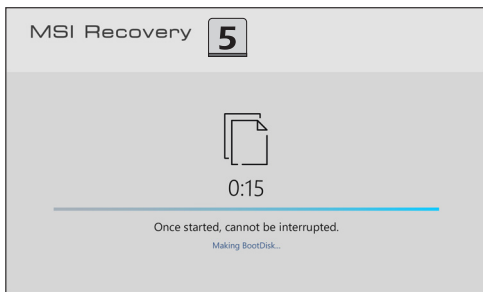 MSI Recovery 5
0:15
Once started, cannot be interrupted.
Making BootDisk...